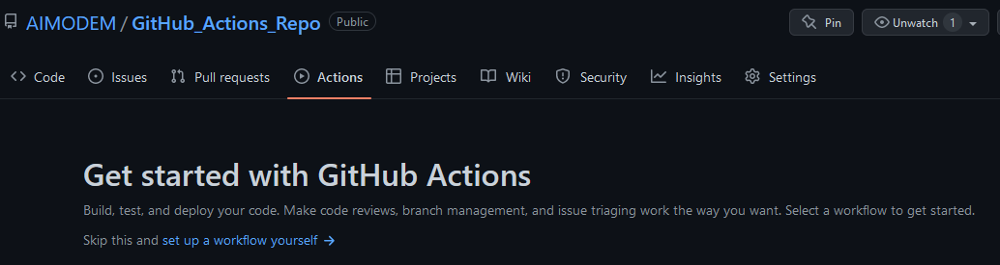 AIMODEM / GitHub_Actions_Repo Public Pin Unwatch 1
Code Issues Pull requests Actions Projects Wiki Security Insights Settings
Get started with GitHub Actions
Build, test, and deploy your code. Make code reviews, branch management, and issue triaging work the way you want. Select a workflow to get started.
Skip this and set up a workflow yourself →